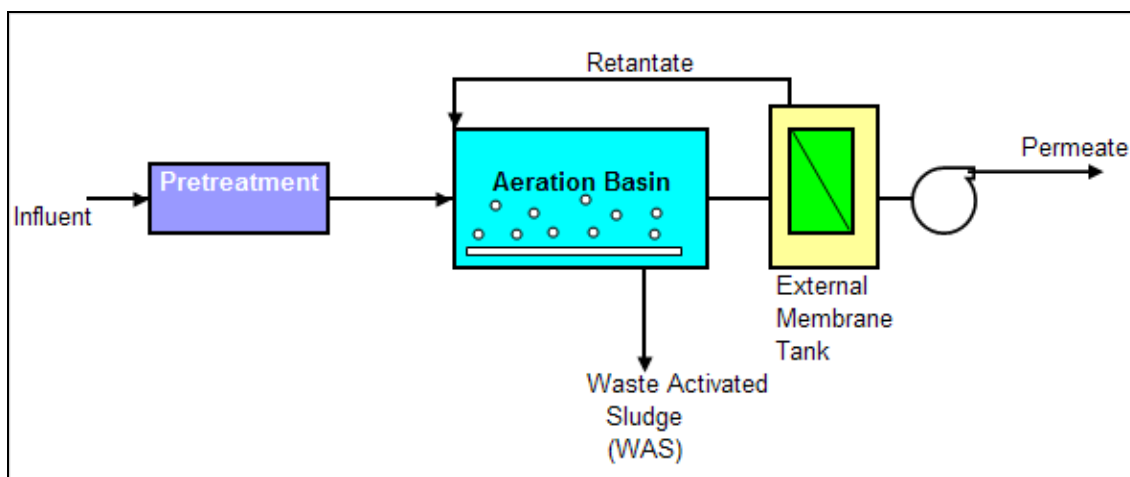 Retantate
Permeate
Pretreatment
Aeration Basin
Influent
External
Membrane
Tank
Waste Activated
Sludge
(WAS)